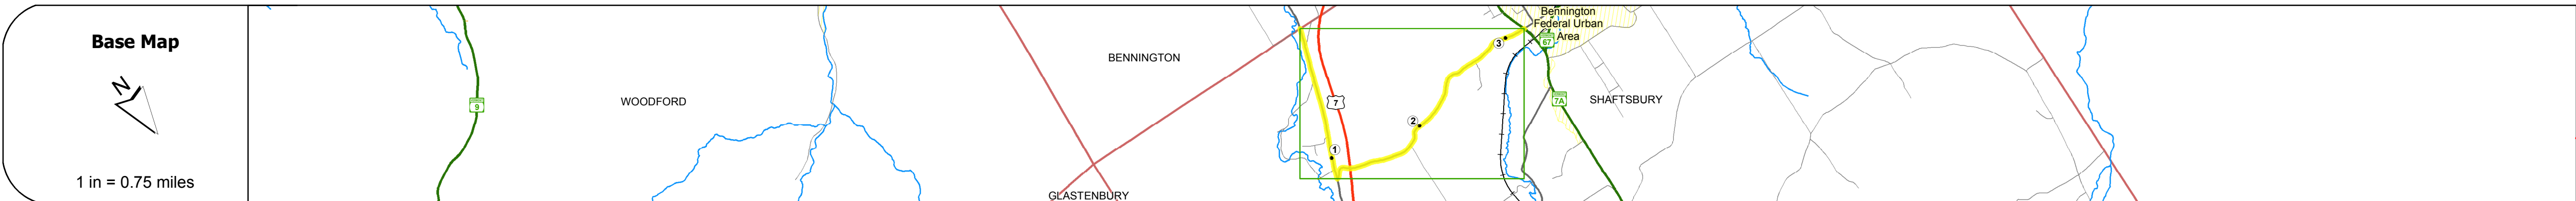 Base Map
N
1 in = 0.75 miles
9
WOODFORD
BENNINGTON
GLASTENBURY
7
1
2
3
Bennington
Federal Urban
Area
67
7A
SHAFTSBURY